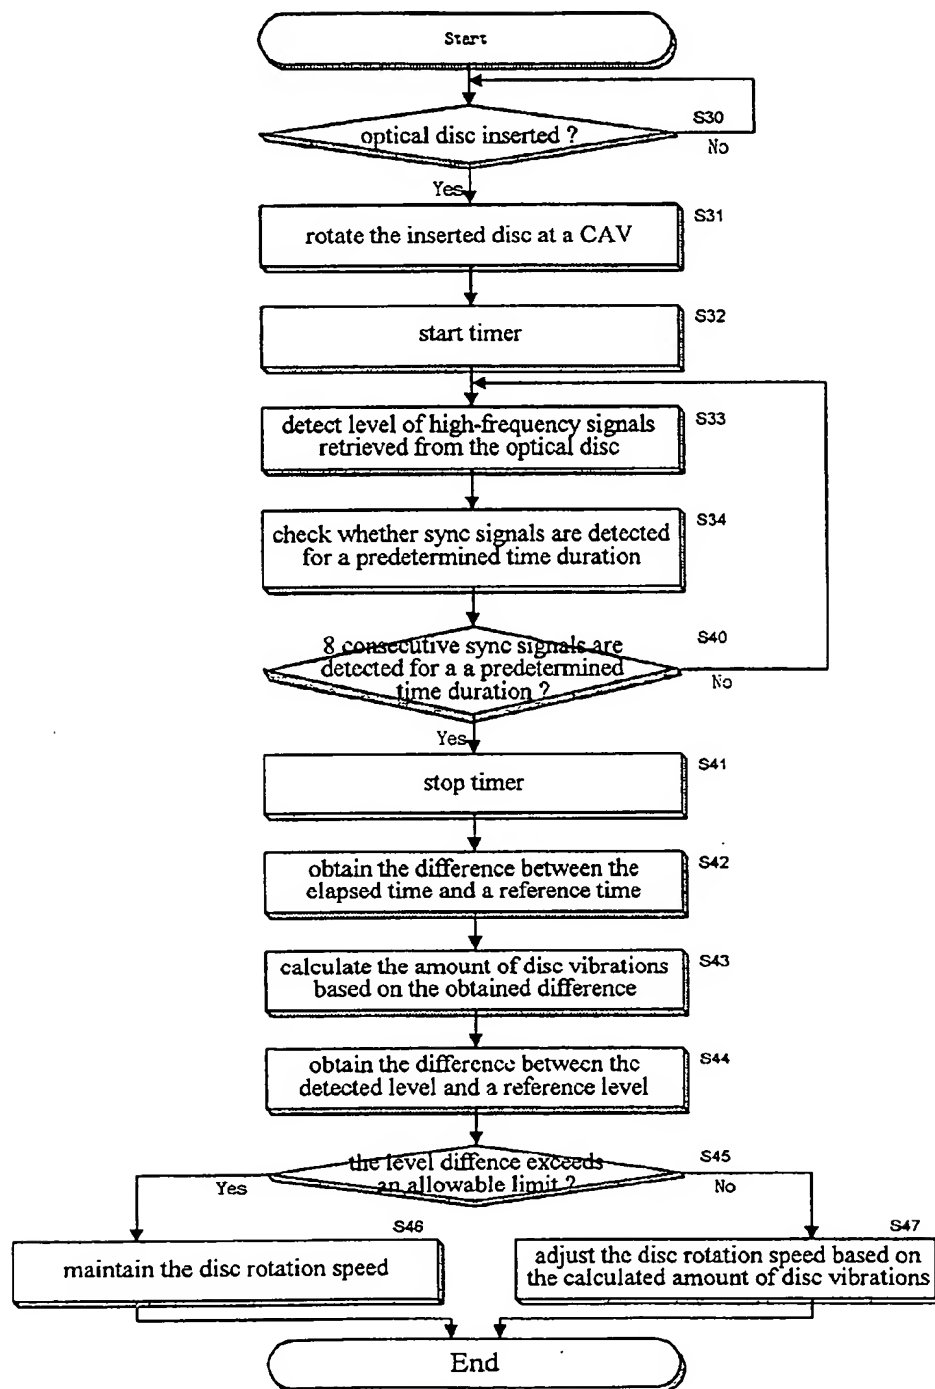 Start
S30
optical disc inserted ?
No
Yes
S31
rotate the inserted disc at a CAV
S32
start timer
S33
detect level of high-frequency signals
retrieved from the optical disc
S34
check whether sync signals are detected
for a predetermined time duration
S40
8 consecutive sync signals are
detected for a a predetermined
time duration ?
No
Yes
S41
stop timer
S42
obtain the difference between the
elapsed time and a reference time
S43
calculate the amount of disc vibrations
based on the obtained difference
S44
obtain the difference between the
detected level and a reference level
S45
the level diffence exceeds
an allowable limit ?
Yes
No
S46
S47
maintain the disc rotation speed
adjust the disc rotation speed based on
the calculated amount of disc vibrations
End